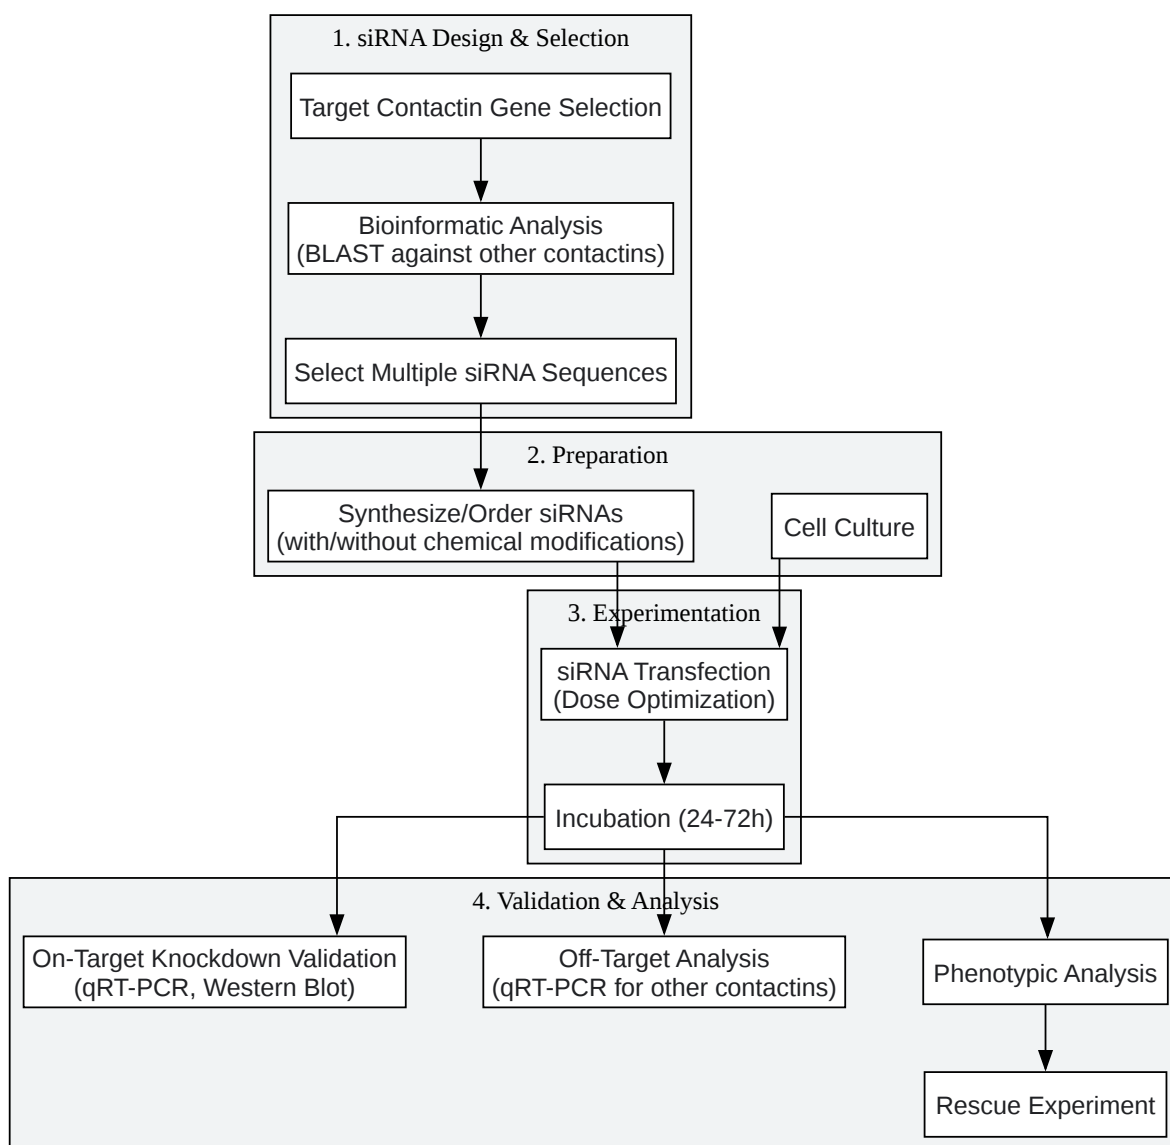 1. siRNA Design & Selection
Target Contactin Gene Selection
Bioinformatic Analysis
(BLAST against other contactins)
Select Multiple siRNA Sequences
2. Preparation
Synthesize/Order siRNAs
(with/without chemical modifications)
Cell Culture
3. Experimentation
siRNA Transfection
(Dose Optimization)
Incubation (24-72h)
4. Validation & Analysis
On-Target Knockdown Validation
(qRT-PCR, Western Blot)
Off-Target Analysis
(qRT-PCR for other contactins)
Phenotypic Analysis
Rescue Experiment